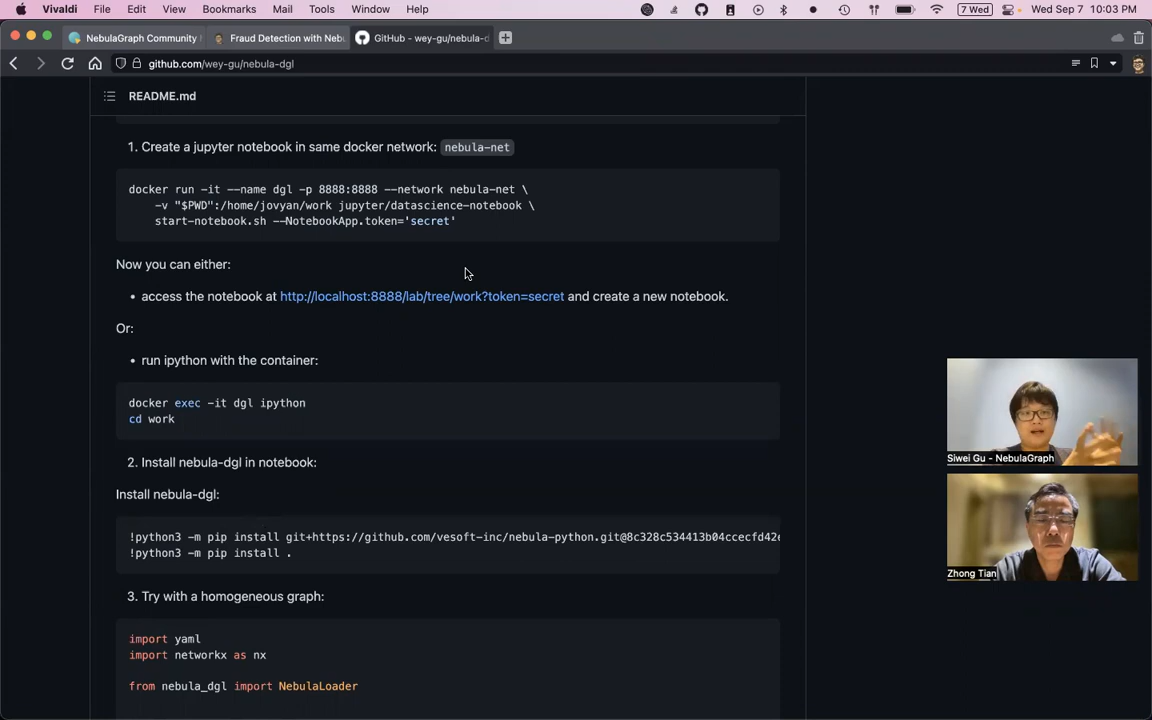 Vivaldi File Edit View Bookmarks Mail Tools Window Help 7 Wed Wed Sep 7 10:03 PM
NebulaGraph Community Fraud Detection with Neb GitHub - wey-gu/nebula-d
github.com/wey-gu/nebula-dgl
README.md
1. Create a jupyter notebook in same docker network: nebula-net
docker run -it --name dgl -p 8888:8888 --network nebula-net \
-v "$PWD":/home/jovyan/work jupyter/datascience-notebook \
start-notebook.sh --NotebookApp.token='secret'
Now you can either:
• access the notebook at http://localhost:8888/lab/tree/work?token=secret and create a new notebook.
Or:
• run ipython with the container:
docker exec -it dgl ipython
cd work
2. Install nebula-dgl in notebook:
Install nebula-dgl:
!python3 -m pip install git+https://github.com/vesoft-inc/nebula-python.git@8c328c534413b04ccecfd42e
!python3 -m pip install .
3. Try with a homogeneous graph:
import yaml
import networkx as nx
from nebula_dgl import NebulaLoader
Siwei Gu - NebulaGraph
Zhong Tian